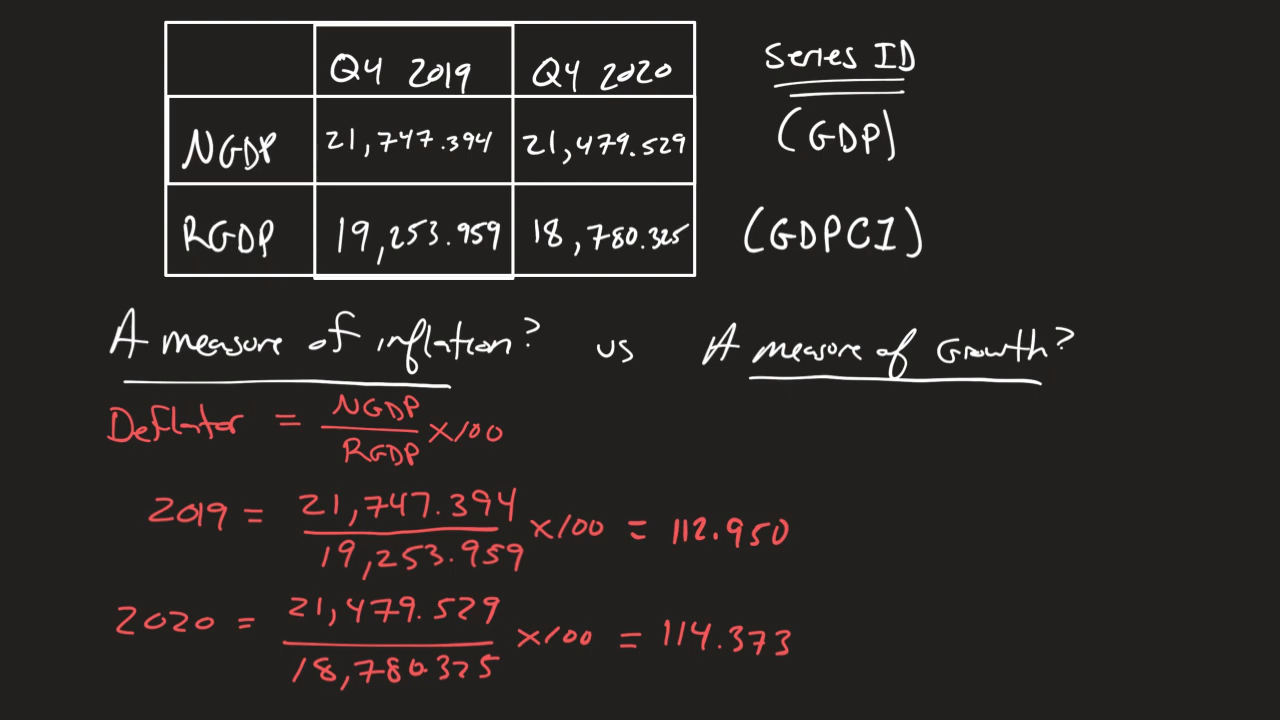 Q4 2019 Q4 2020 Series ID
NGDP 21,747.394 21,479.529 (GDP)
RGDP 19,253.959 18,780.325 (GDPC1)
A measure of inflation? vs A measure of Growth?
Deflator = NGDP / RGDP x100
2019 = 21,747.394 / 19,253.959 x100 = 112.950
2020 = 21,479.529 / 18,780.325 x100 = 114.373